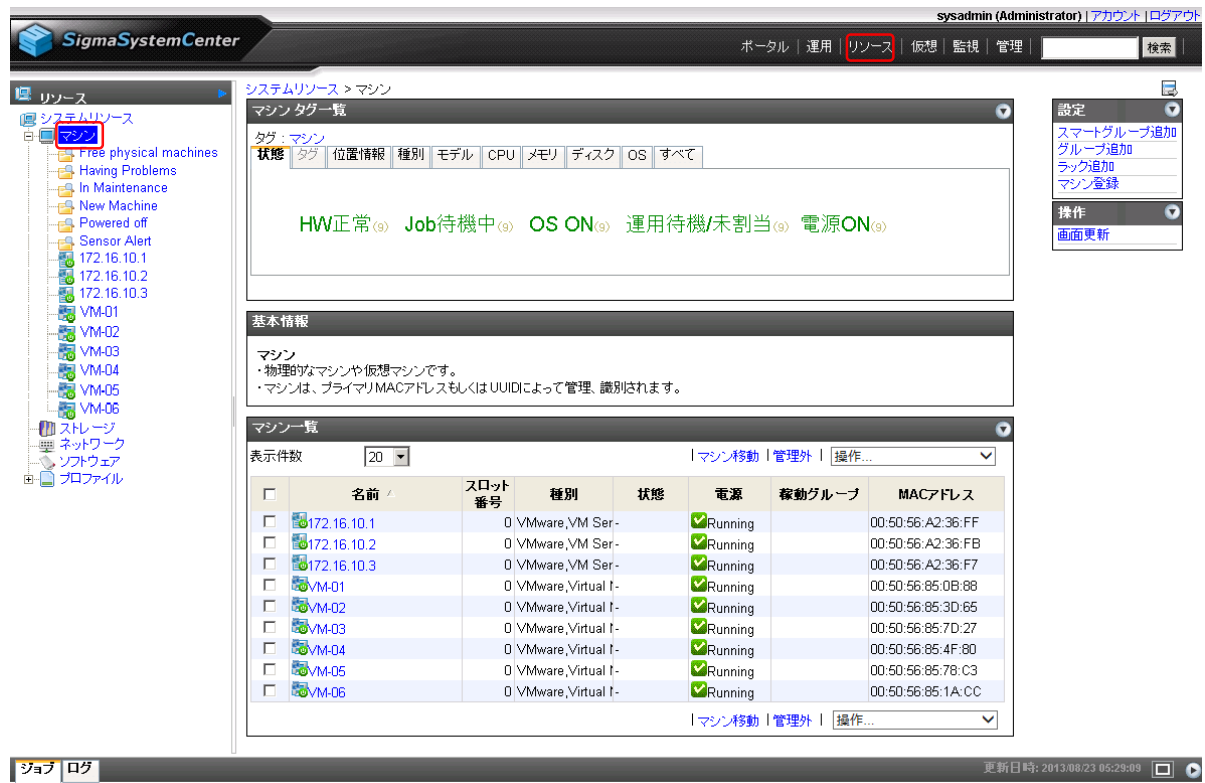 sysadmin (Administrator) | アカウント | ログアウト
SigmaSystemCenter
ポータル | 運用 | リソース | 仮想 | 監視 | 管理 | 検索
リソース
システムリソース
マシン
Free physical machines
Having Problems
In Maintenance
New Machine
Powered off
Sensor Alert
172.16.10.1
172.16.10.2
172.16.10.3
VM-01
VM-02
VM-03
VM-04
VM-05
VM-06
ストレージ
ネットワーク
ソフトウェア
プロファイル
システムリソース > マシン
マシン タグ一覧
タグ : マシン
状態 タグ 位置情報 種別 モデル CPU メモリ ディスク OS すべて
HW正常(9) Job待機中(9) OS ON(9) 運用待機/未割当(9) 電源ON(9)
基本情報
マシン
・物理的なマシンや仮想マシンです。
・マシンは、プライマリMACアドレスもしくはUUIDによって管理、識別されます。
マシン一覧
表示件数 20 | マシン移動 | 管理外 | 操作...
名前 スロット番号 種別 状態 電源 稼動グループ MACアドレス
172.16.10.1 0 VMware,VM Ser - Running 00:50:56:A2:36:FF
172.16.10.2 0 VMware,VM Ser - Running 00:50:56:A2:36:FB
172.16.10.3 0 VMware,VM Ser - Running 00:50:56:A2:36:F7
VM-01 0 VMware,Virtual - Running 00:50:56:85:0B:88
VM-02 0 VMware,Virtual - Running 00:50:56:85:3D:65
VM-03 0 VMware,Virtual - Running 00:50:56:85:7D:27
VM-04 0 VMware,Virtual - Running 00:50:56:85:4F:80
VM-05 0 VMware,Virtual - Running 00:50:56:85:78:C3
VM-06 0 VMware,Virtual - Running 00:50:56:85:1A:CC
| マシン移動 | 管理外 | 操作...
設定
スマートグループ追加
グループ追加
ラック追加
マシン登録
操作
画面更新
ジョブ ログ
更新日時: 2013/08/23 05:29:09